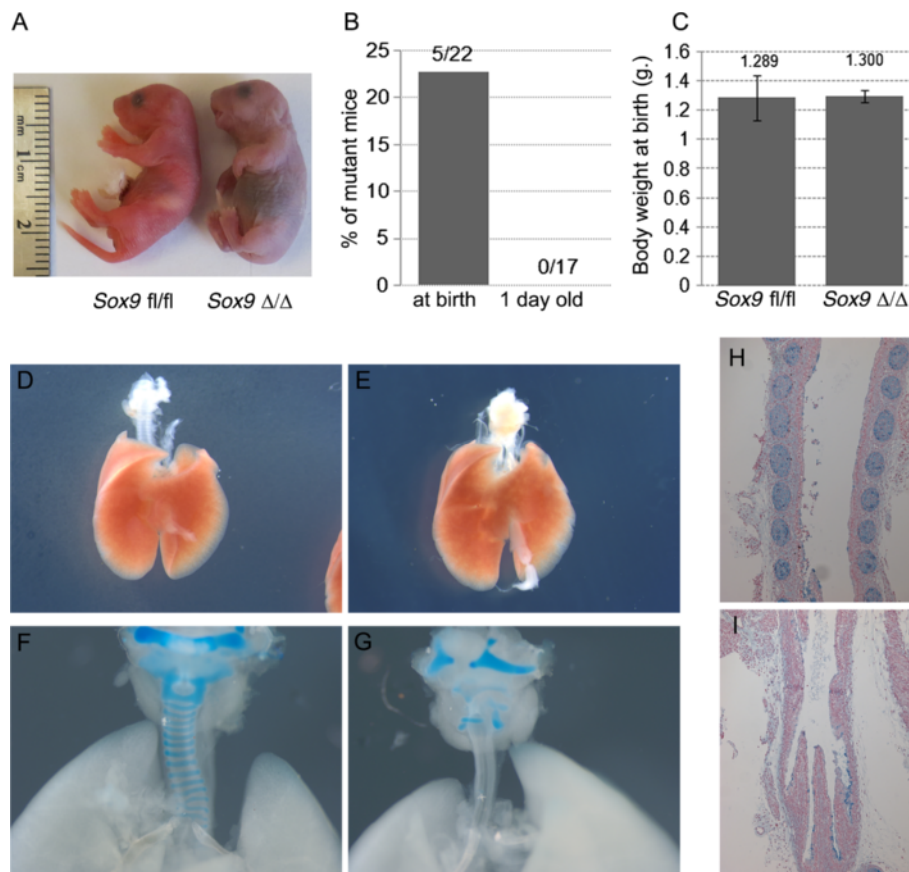 A
mm
1
cm
2
Sox9 fl/fl
Sox9 Δ/Δ
B
% of mutant mice
25
20
15
10
5
0
5/22
0/17
at birth
1 day old
C
Body weight at birth (g.)
1.6
1.4
1.2
1
0.8
0.6
0.4
0.2
0
1.289
1.300
Sox9 fl/fl
Sox9 Δ/Δ
D
E
H
F
G
I